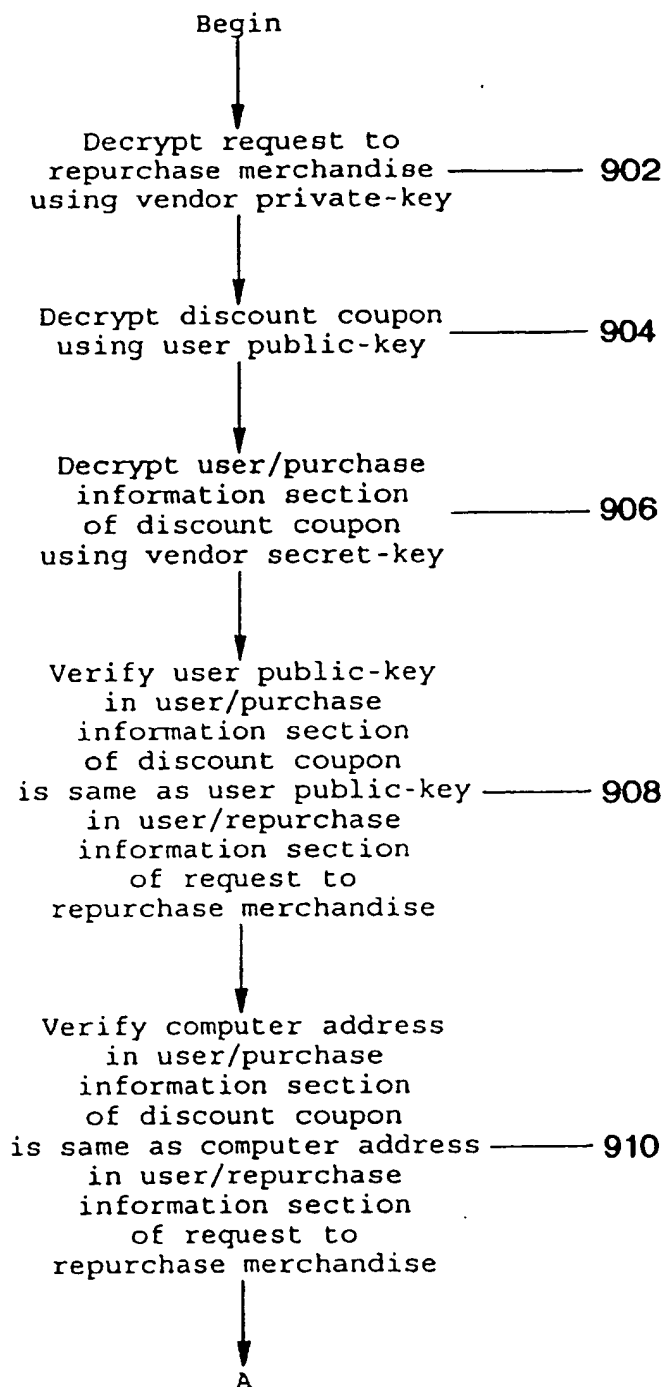 Begin
Decrypt request to
repurchase merchandise 902
using vendor private-key
Decrypt discount coupon
using user public-key 904
Decrypt user/purchase
information section
of discount coupon 906
using vendor secret-key
Verify user public-key
in user/purchase
information section
of discount coupon
is same as user public-key 908
in user/repurchase
information section
of request to
repurchase merchandise
Verify computer address
in user/purchase
information section
of discount coupon
is same as computer address 910
in user/repurchase
information section
of request to
repurchase merchandise
A